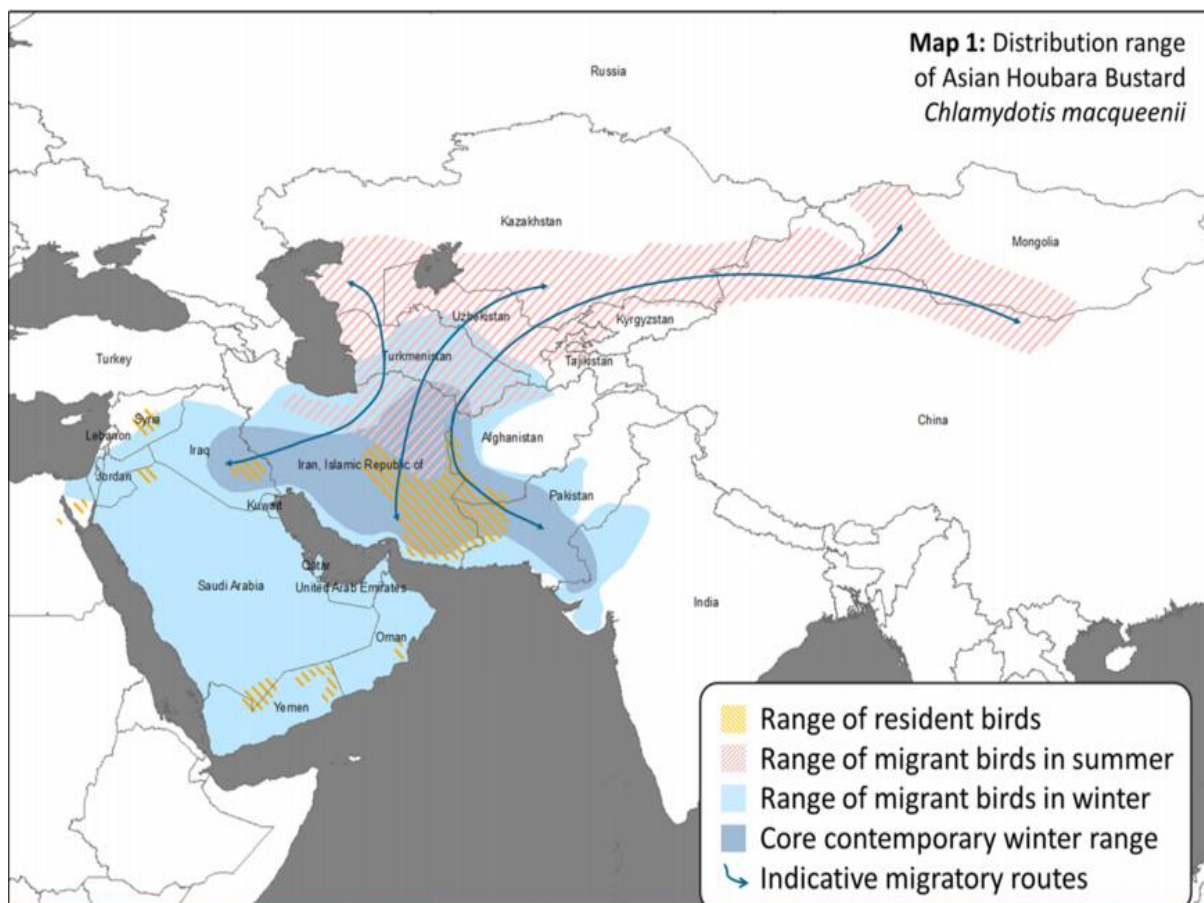 Map 1: Distribution range
of Asian Houbara Bustard
Chlamydotis macqueenii
Russia
Kazakhstan
Mongolia
Uzbekistan
Kyrgyzstan
Turkey
Turkmenistan
Tajikistan
China
Syria
Lebanon
Afghanistan
Iraq
Iran, Islamic Republic of
Jordan
Pakistan
Kuwait
Qatar
Saudi Arabia
United Arab Emirates
India
Oman
Yemen
Range of resident birds
Range of migrant birds in summer
Range of migrant birds in winter
Core contemporary winter range
Indicative migratory routes